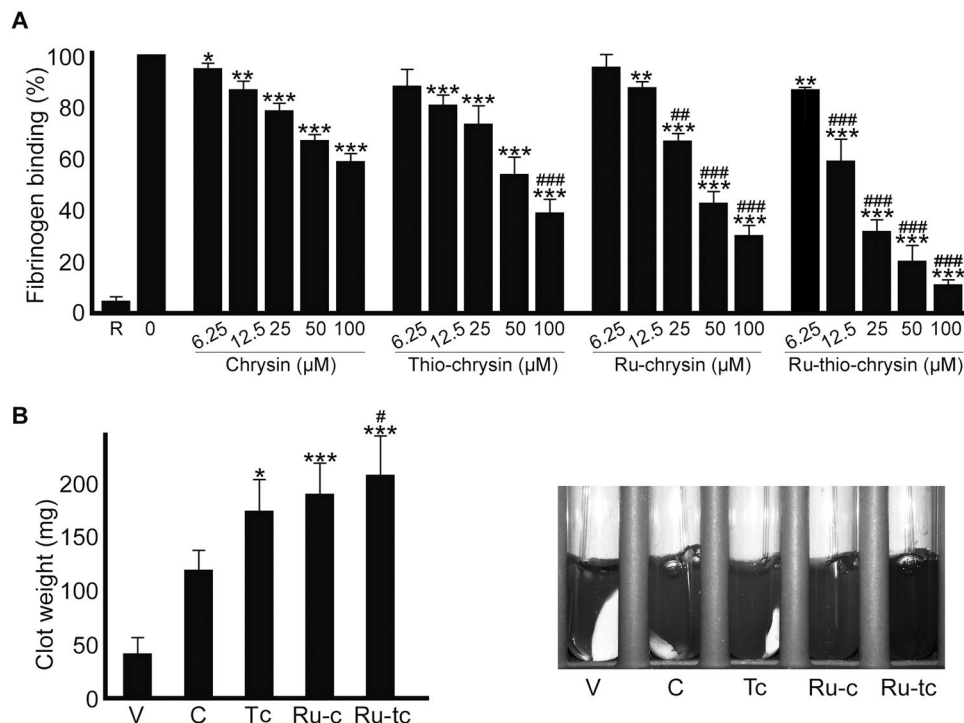 A
Fibrinogen binding (%)
100
80
60
40
20
0
* ** *** *** ***
*** *** *** ### ***
** ## *** ### *** ### ***
** ### *** ### *** ### *** ### ***
R 0 6.25 12.5 25 50 100 6.25 12.5 25 50 100 6.25 12.5 25 50 100 6.25 12.5 25 50 100
Chrysin (µM) Thio-chrysin (µM) Ru-chrysin (µM) Ru-thio-chrysin (µM)
B
Clot weight (mg)
200
150
100
50
0
* *** # ***
V C Tc Ru-c Ru-tc
V C Tc Ru-c Ru-tc